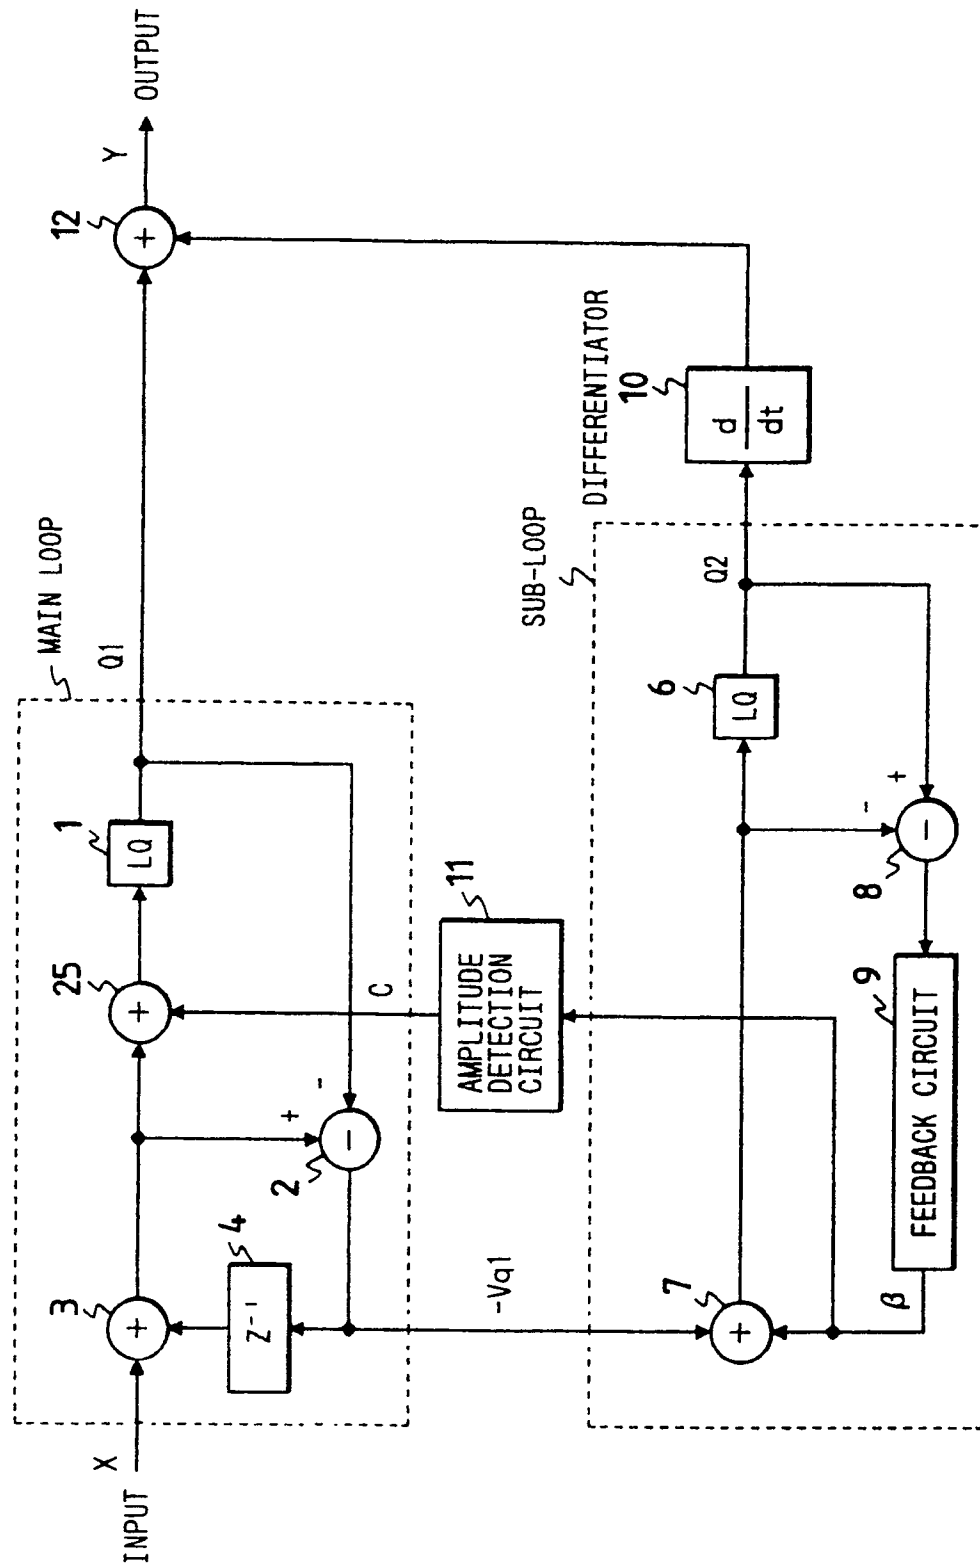 INPUT
X
3
+
25
+
1
LQ
MAIN LOOP
Q1
12
+
Y
OUTPUT
4
Z⁻¹
2
+
-
-
C
-Vq1
11
AMPLITUDE
DETECTION
CIRCUIT
SUB-LOOP
DIFFERENTIATOR
10
d
dt
7
+
6
LQ
Q2
β
9
FEEDBACK CIRCUIT
8
-
-
+